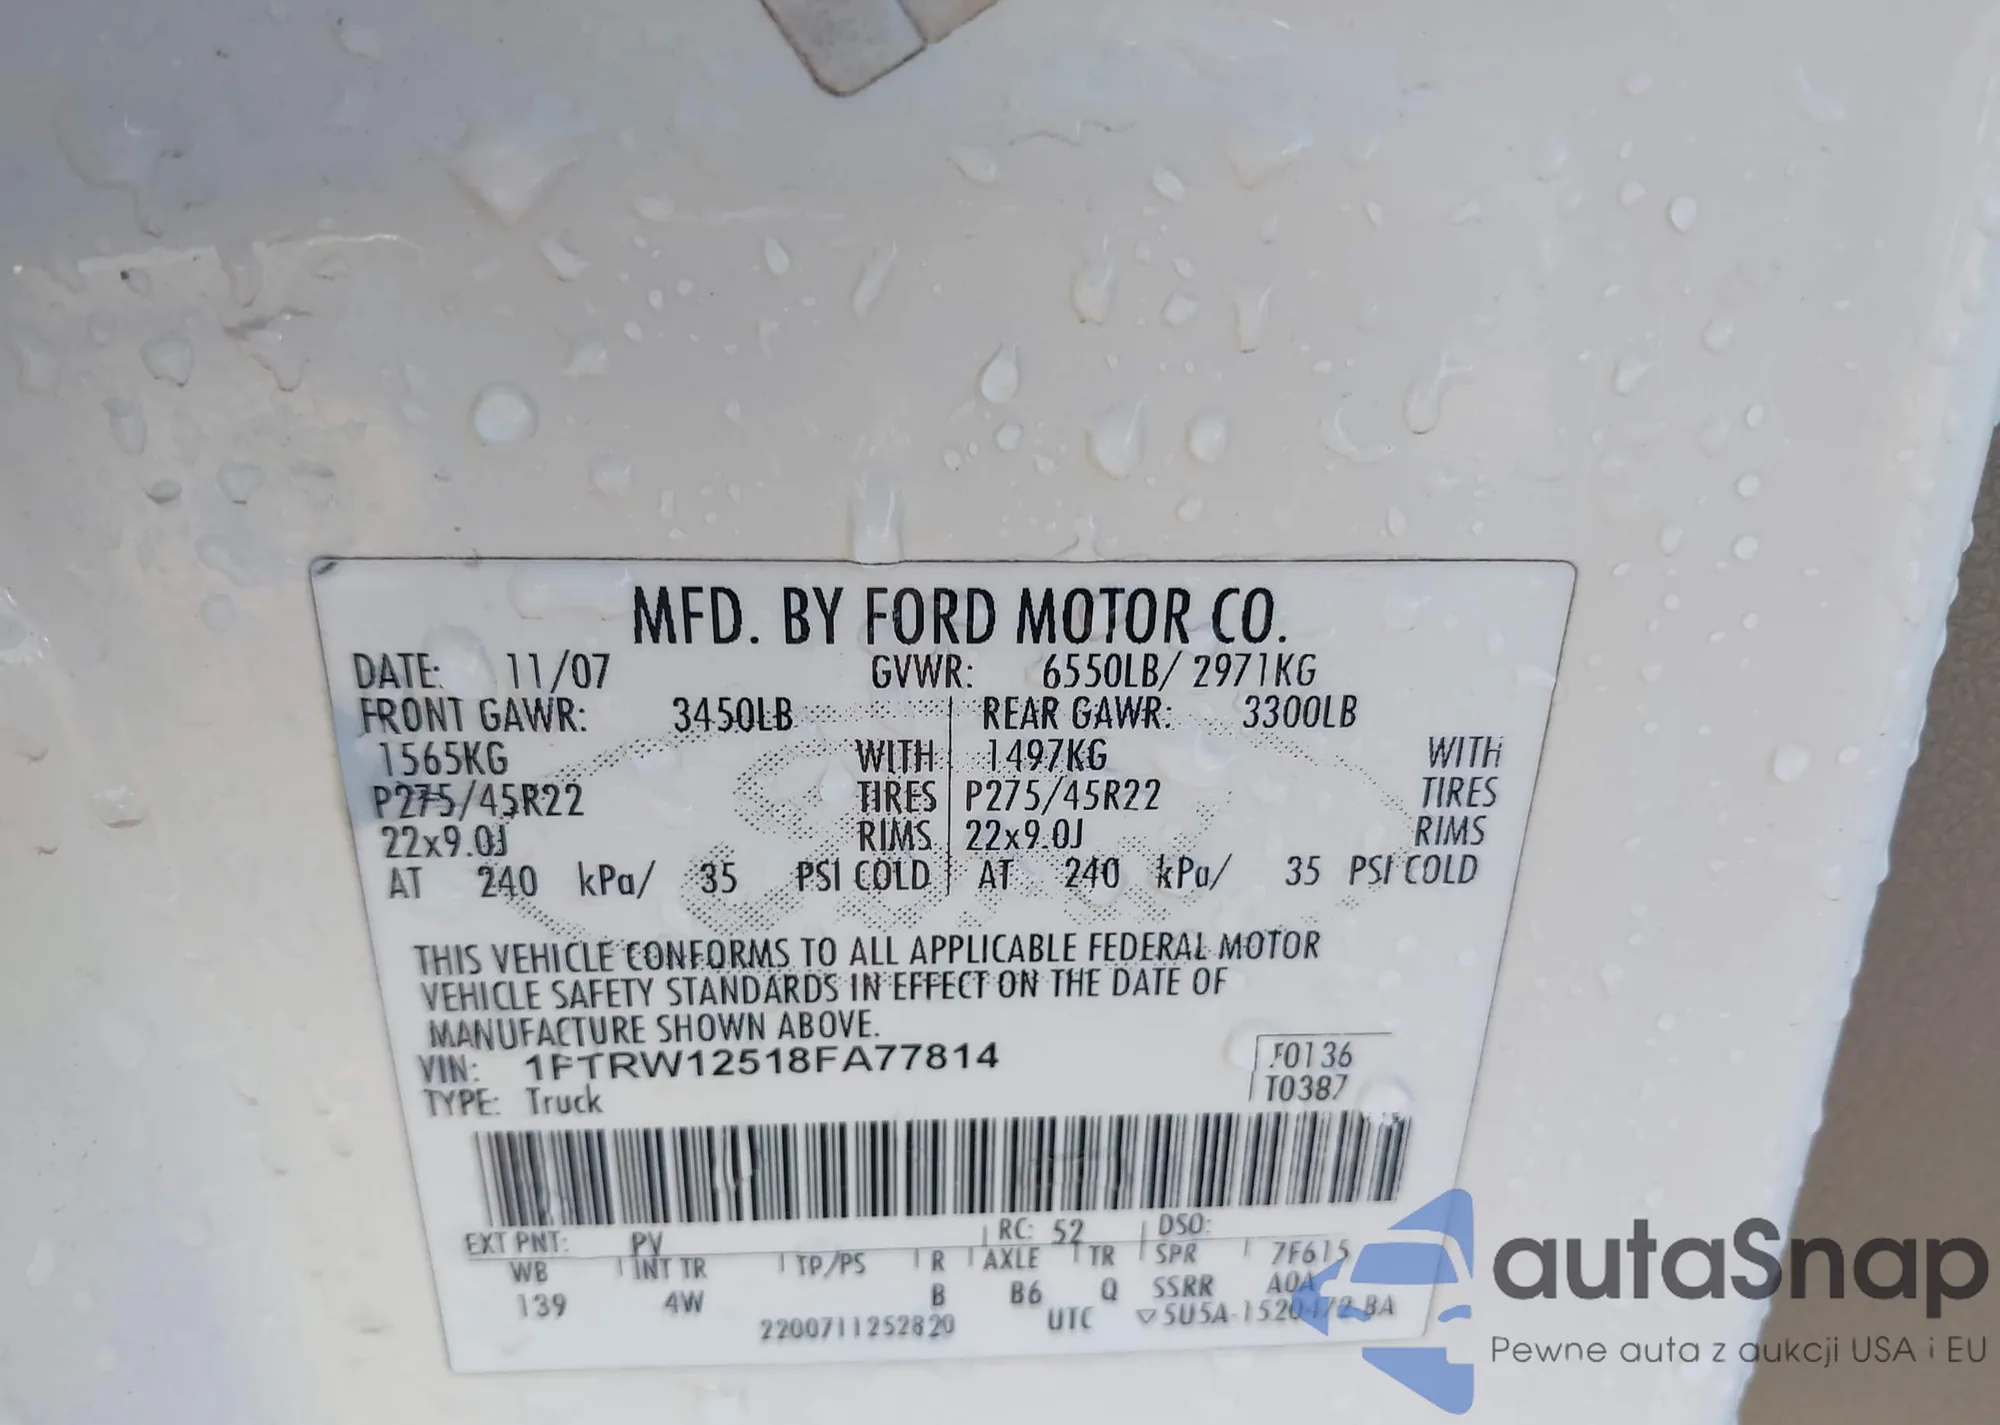 MFD. BY FORD MOTOR CO.
DATE: 11/07 GVWR: 6550LB/ 2971KG
FRONT GAWR: 3450LB REAR GAWR: 3300LB
1565KG WITH 1497KG WITH
P275/45R22 TIRES P275/45R22 TIRES
22x9.0J RIMS 22x9.0J RIMS
AT 240 kPa/ 35 PSI COLD AT 240 kPa/ 35 PSI COLD
THIS VEHICLE CONFORMS TO ALL APPLICABLE FEDERAL MOTOR
VEHICLE SAFETY STANDARDS IN EFFECT ON THE DATE OF
MANUFACTURE SHOWN ABOVE.
VIN: 1FTRW12518FA77814 F0136
TYPE: Truck T0387
EXT PNT: PV RC: 52 DSO:
WB INT TR TP/PS R AXLE TR SPR 7F615
139 4W B B6 Q SSRR A0A
2200711252820 UTC ▽5U5A-1520472-BA
autaSnap
Pewne auta z aukcji USA i EU